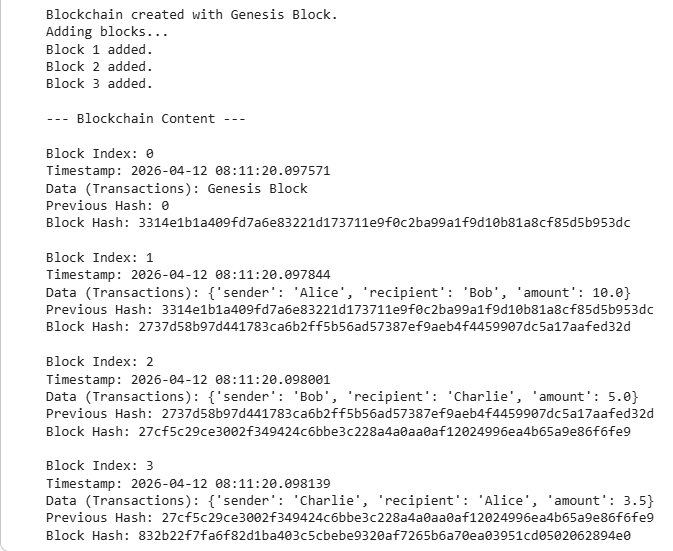 Blockchain created with Genesis Block.
Adding blocks...
Block 1 added.
Block 2 added.
Block 3 added.
--- Blockchain Content ---
Block Index: 0
Timestamp: 2026-04-12 08:11:20.097571
Data (Transactions): Genesis Block
Previous Hash: 0
Block Hash: 3314e1b1a409fd7a6e83221d173711e9f0c2ba99a1f9d10b81a8cf85d5b953dc
Block Index: 1
Timestamp: 2026-04-12 08:11:20.097844
Data (Transactions): {'sender': 'Alice', 'recipient': 'Bob', 'amount': 10.0}
Previous Hash: 3314e1b1a409fd7a6e83221d173711e9f0c2ba99a1f9d10b81a8cf85d5b953dc
Block Hash: 2737d58b97d441783ca6b2ff5b56ad57387ef9aeb4f4459907dc5a17aafed32d
Block Index: 2
Timestamp: 2026-04-12 08:11:20.098001
Data (Transactions): {'sender': 'Bob', 'recipient': 'Charlie', 'amount': 5.0}
Previous Hash: 2737d58b97d441783ca6b2ff5b56ad57387ef9aeb4f4459907dc5a17aafed32d
Block Hash: 27cf5c29ce3002f349424c6bbe3c228a4a0aa0af12024996ea4b65a9e86f6fe9
Block Index: 3
Timestamp: 2026-04-12 08:11:20.098139
Data (Transactions): {'sender': 'Charlie', 'recipient': 'Alice', 'amount': 3.5}
Previous Hash: 27cf5c29ce3002f349424c6bbe3c228a4a0aa0af12024996ea4b65a9e86f6fe9
Block Hash: 832b22f7fa6f82d1ba403c5cbebe9320af7265b6a70ea03951cd0502062894e0